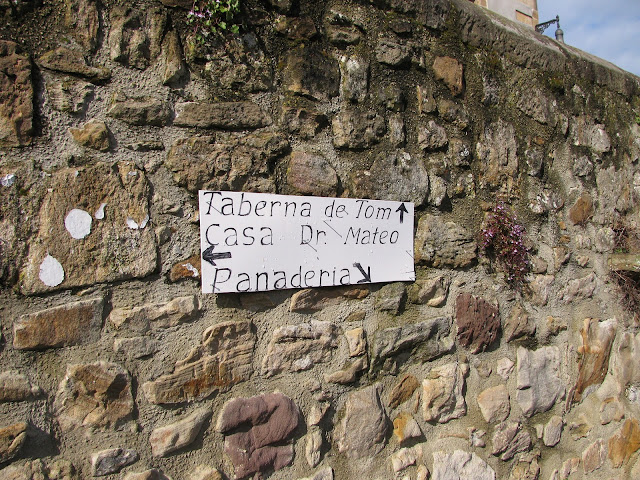 Taberna de Tom ↑
Casa Dr. Mateo
← Panaderia ↘